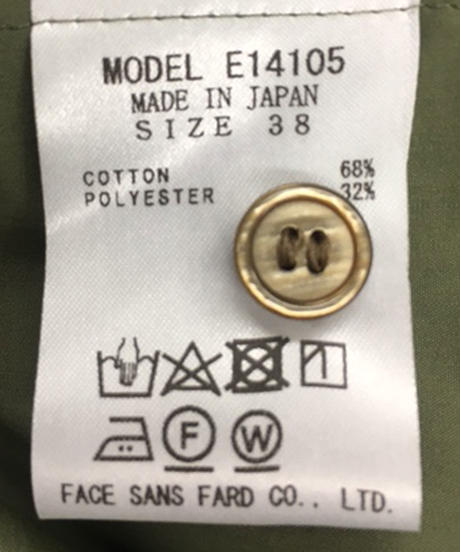 MODEL E14105
MADE IN JAPAN
SIZE 38
COTTON 68%
POLYESTER 32%
F W
FACE SANS FARD CO., LTD.